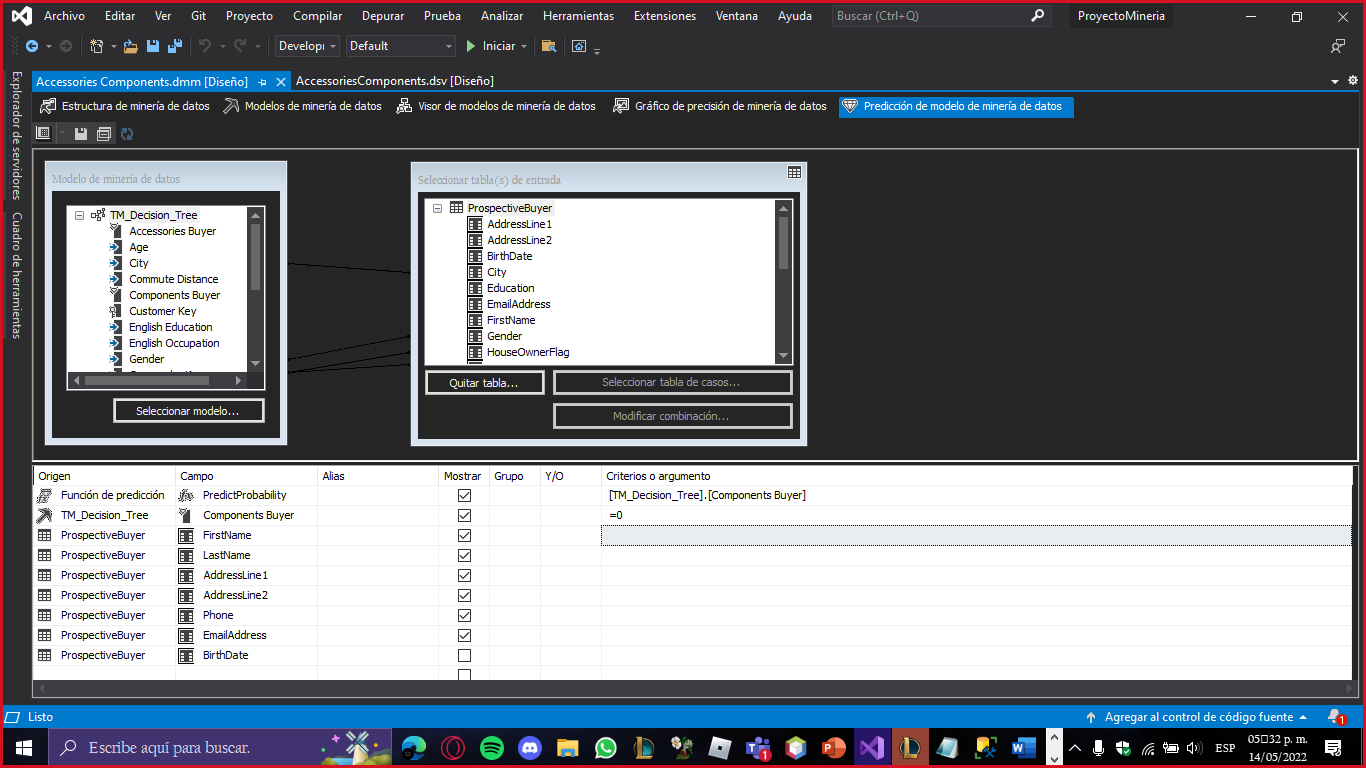 Archivo Editar Ver Git Proyecto Compilar Depurar Prueba Analizar Herramientas Extensiones Ventana Ayuda Buscar (Ctrl+Q) ProyectoMineria
Developi Default Iniciar
Explorador de servidores
Cuadro de herramientas
Accessories Components.dmm [Diseño] AccessoriesComponents.dsv [Diseño]
Estructura de minería de datos Modelos de minería de datos Visor de modelos de minería de datos Gráfico de precisión de minería de datos Predicción de modelo de minería de datos
Modelo de minería de datos
TM_Decision_Tree
Accessories Buyer
Age
City
Commute Distance
Components Buyer
Customer Key
English Education
English Occupation
Gender
Seleccionar modelo...
Seleccionar tabla(s) de entrada
ProspectiveBuyer
AddressLine1
AddressLine2
BirthDate
City
Education
EmailAddress
FirstName
Gender
HouseOwnerFlag
Quitar tabla... Seleccionar tabla de casos...
Modificar combinación...
Origen Campo Alias Mostrar Grupo Y/O Criterios o argumento
Función de predicción PredictProbability [TM_Decision_Tree].[Components Buyer]
TM_Decision_Tree Components Buyer =0
ProspectiveBuyer FirstName
ProspectiveBuyer LastName
ProspectiveBuyer AddressLine1
ProspectiveBuyer AddressLine2
ProspectiveBuyer Phone
ProspectiveBuyer EmailAddress
ProspectiveBuyer BirthDate
Listo Agregar al control de código fuente 1
Escribe aquí para buscar. 1 ESP 05□32 p. m.
14/05/2022